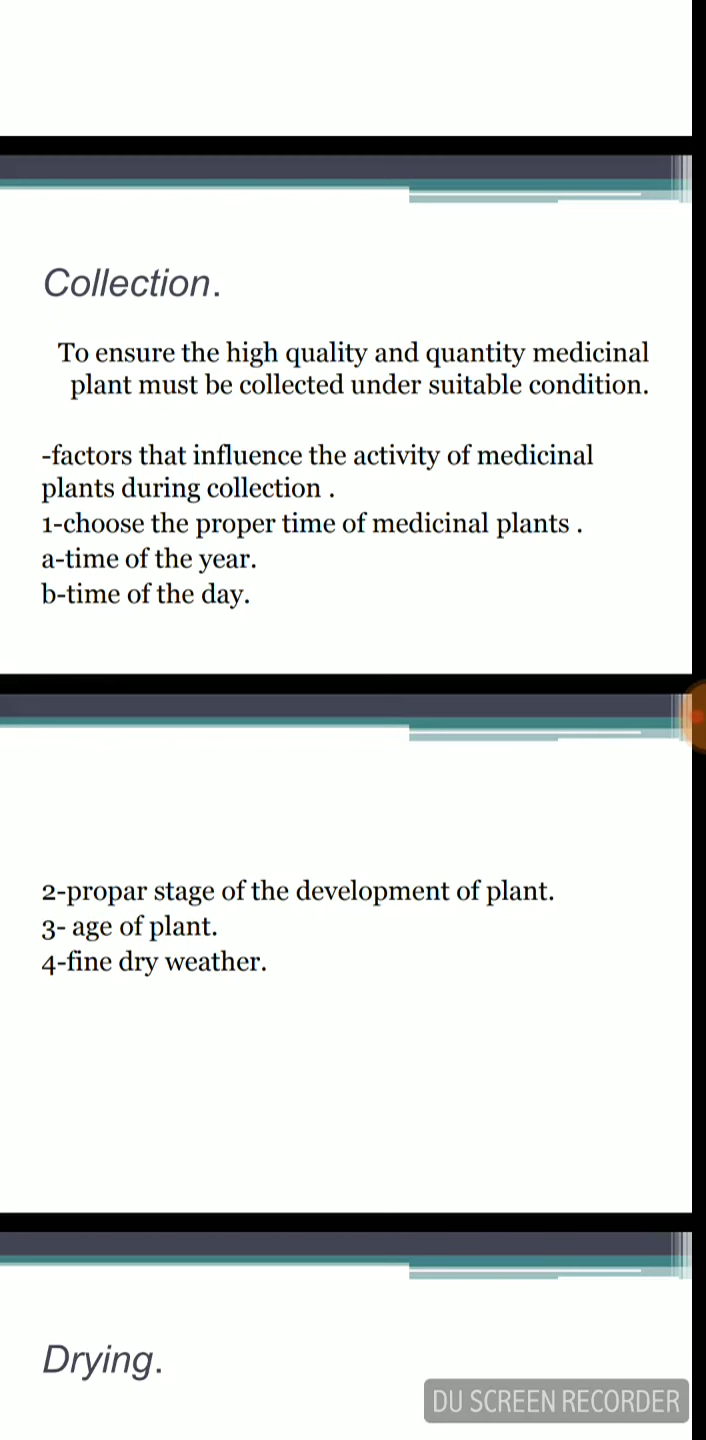 Collection.
To ensure the high quality and quantity medicinal
plant must be collected under suitable condition.
-factors that influence the activity of medicinal
plants during collection .
1-choose the proper time of medicinal plants .
a-time of the year.
b-time of the day.
2-propar stage of the development of plant.
3- age of plant.
4-fine dry weather.
Drying.
DU SCREEN RECORDER